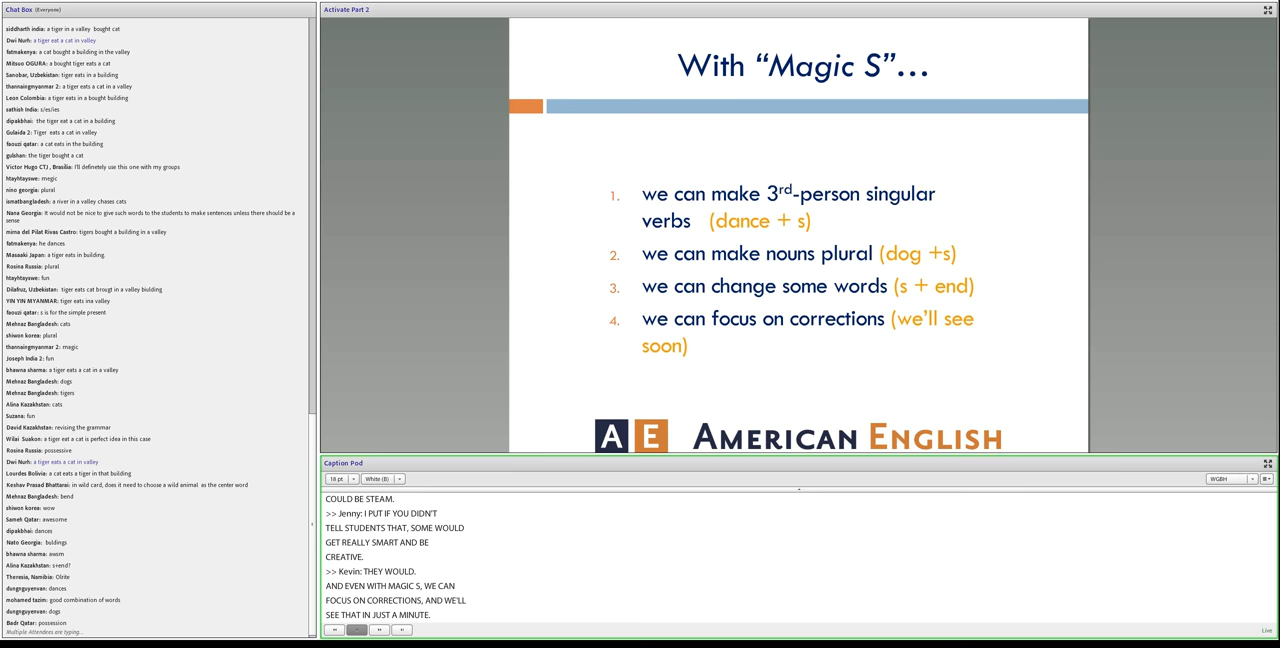 Chat Box (Everyone)
siddharth india: a tiger in a valley bought cat
Dwi Nurh: a tiger eat a cat in valley
fatmakenya: a cat bought a building in the valley
Mitsuo OGURA: a bought tiger eats a cat
Sanobar, Uzbekistan: tiger eats in a building
thannaingmyanmar 2: a tiger eats a cat in a valley
Leon Colombia: a tiger eats in a bought building
sathish India: s/es/ies
dipakbhai: the tiger eat a cat in a building
Gulaida 2: Tiger eats a cat in valley
faouzi qatar: a cat eats in the building
gulshan: the tiger bought a cat
Victor Hugo CTJ , Brasilia: I'll definetely use this one with my groups
htayhtayswe: megic
nino georgia: plural
ismatbangladesh: a river in a valley chases cats
Nana Georgia: It would not be nice to give such words to the students to make sentences unless there should be a
sense
mirna del Pilat Rivas Castro: tigers bought a building in a valley
fatmakenya: he dances
Masaaki Japan: a tiger eats in building.
Rosina Russia: plural
htayhtayswe: fun
Dilafruz, Uzbekistan: tiger eats cat brougt in a valley biulding
YIN YIN MYANMAR: tiger eats ina valley
faouzi qatar: s is for the simple present
Mehnaz Bangladesh: cats
shiwon korea: plural
thannaingmyanmar 2: magic
Joseph India 2: fun
bhawna sharma: a tiger eats a cat in a valley
Mehnaz Bangladesh: dogs
Mehnaz Bangladesh: tigers
Alina Kazakhstan: cats
Suzana: fun
David Kazakhstan: revising the grammar
Wilai Suakon: a tiger eat a cat is perfect idea in this case
Rosina Russia: possessive
Dwi Nurh: a tiger eats a cat in valley
Lourdes Bolivia: a cat eats a tiger in that building
Keshav Prasad Bhattarai: in wild card, does it need to choose a wild animal as the center word
Mehnaz Bangladesh: bend
shiwon korea: wow
Sameh Qatar: awesome
dipakbhai: dances
Nato Georgia: buldings
bhawna sharma: awsm
Alina Kazakhstan: s+end?
Theresia, Namibia: Olrite
dungnguyenvan: dances
mohamed tazim: good combination of words
dungnguyenvan: dogs
Badr Qatar: possession
Multiple Attendees are typing...
Activate Part 2
With “Magic S”…
1. we can make 3rd-person singular
verbs (dance + s)
2. we can make nouns plural (dog +s)
3. we can change some words (s + end)
4. we can focus on corrections (we’ll see
soon)
AE AMERICAN ENGLISH
Caption Pod
18 pt White (B) WGBH
COULD BE STEAM.
>> Jenny: I PUT IF YOU DIDN'T
TELL STUDENTS THAT, SOME WOULD
GET REALLY SMART AND BE
CREATIVE.
>> Kevin: THEY WOULD.
AND EVEN WITH MAGIC S, WE CAN
FOCUS ON CORRECTIONS, AND WE'LL
SEE THAT IN JUST A MINUTE.
Live